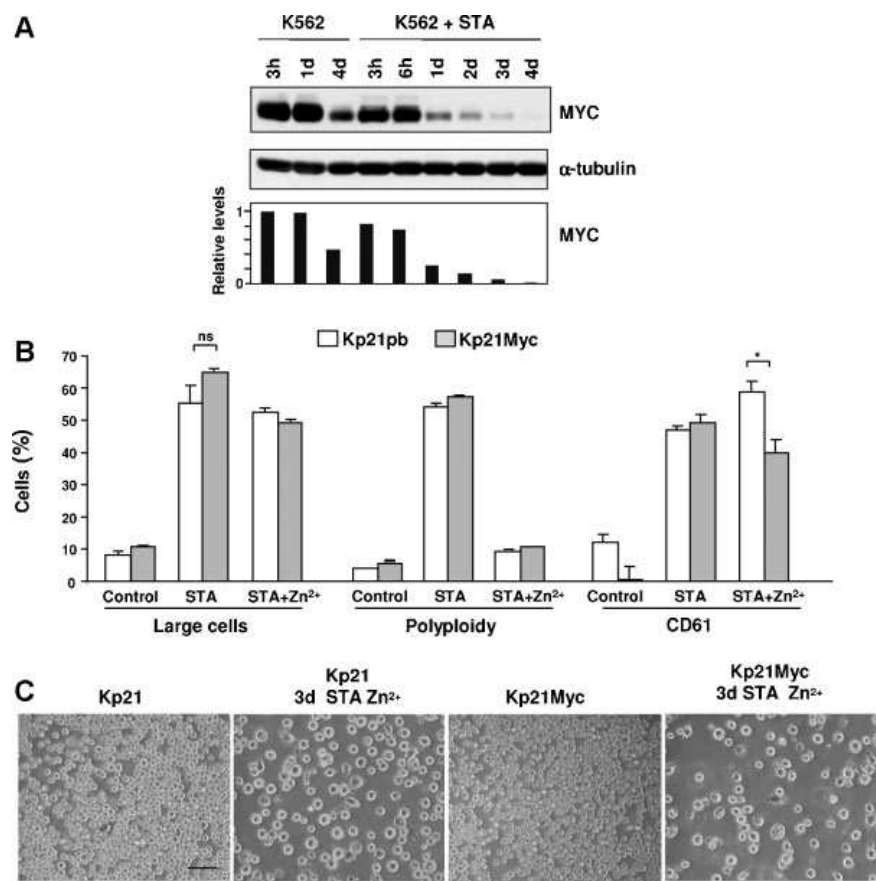 A
K562
K562 + STA
3h 1d 4d 3h 6h 1d 2d 3d 4d
MYC
α-tubulin
Relative levels
1
0
MYC
B
ns
Kp21pb
Kp21Myc
*
Cells (%)
70
60
50
40
30
20
10
0
Control STA STA+Zn²⁺ Control STA STA+Zn²⁺ Control STA STA+Zn²⁺
Large cells Polyploidy CD61
C
Kp21
Kp21
3d STA Zn²⁺
Kp21Myc
Kp21Myc
3d STA Zn²⁺